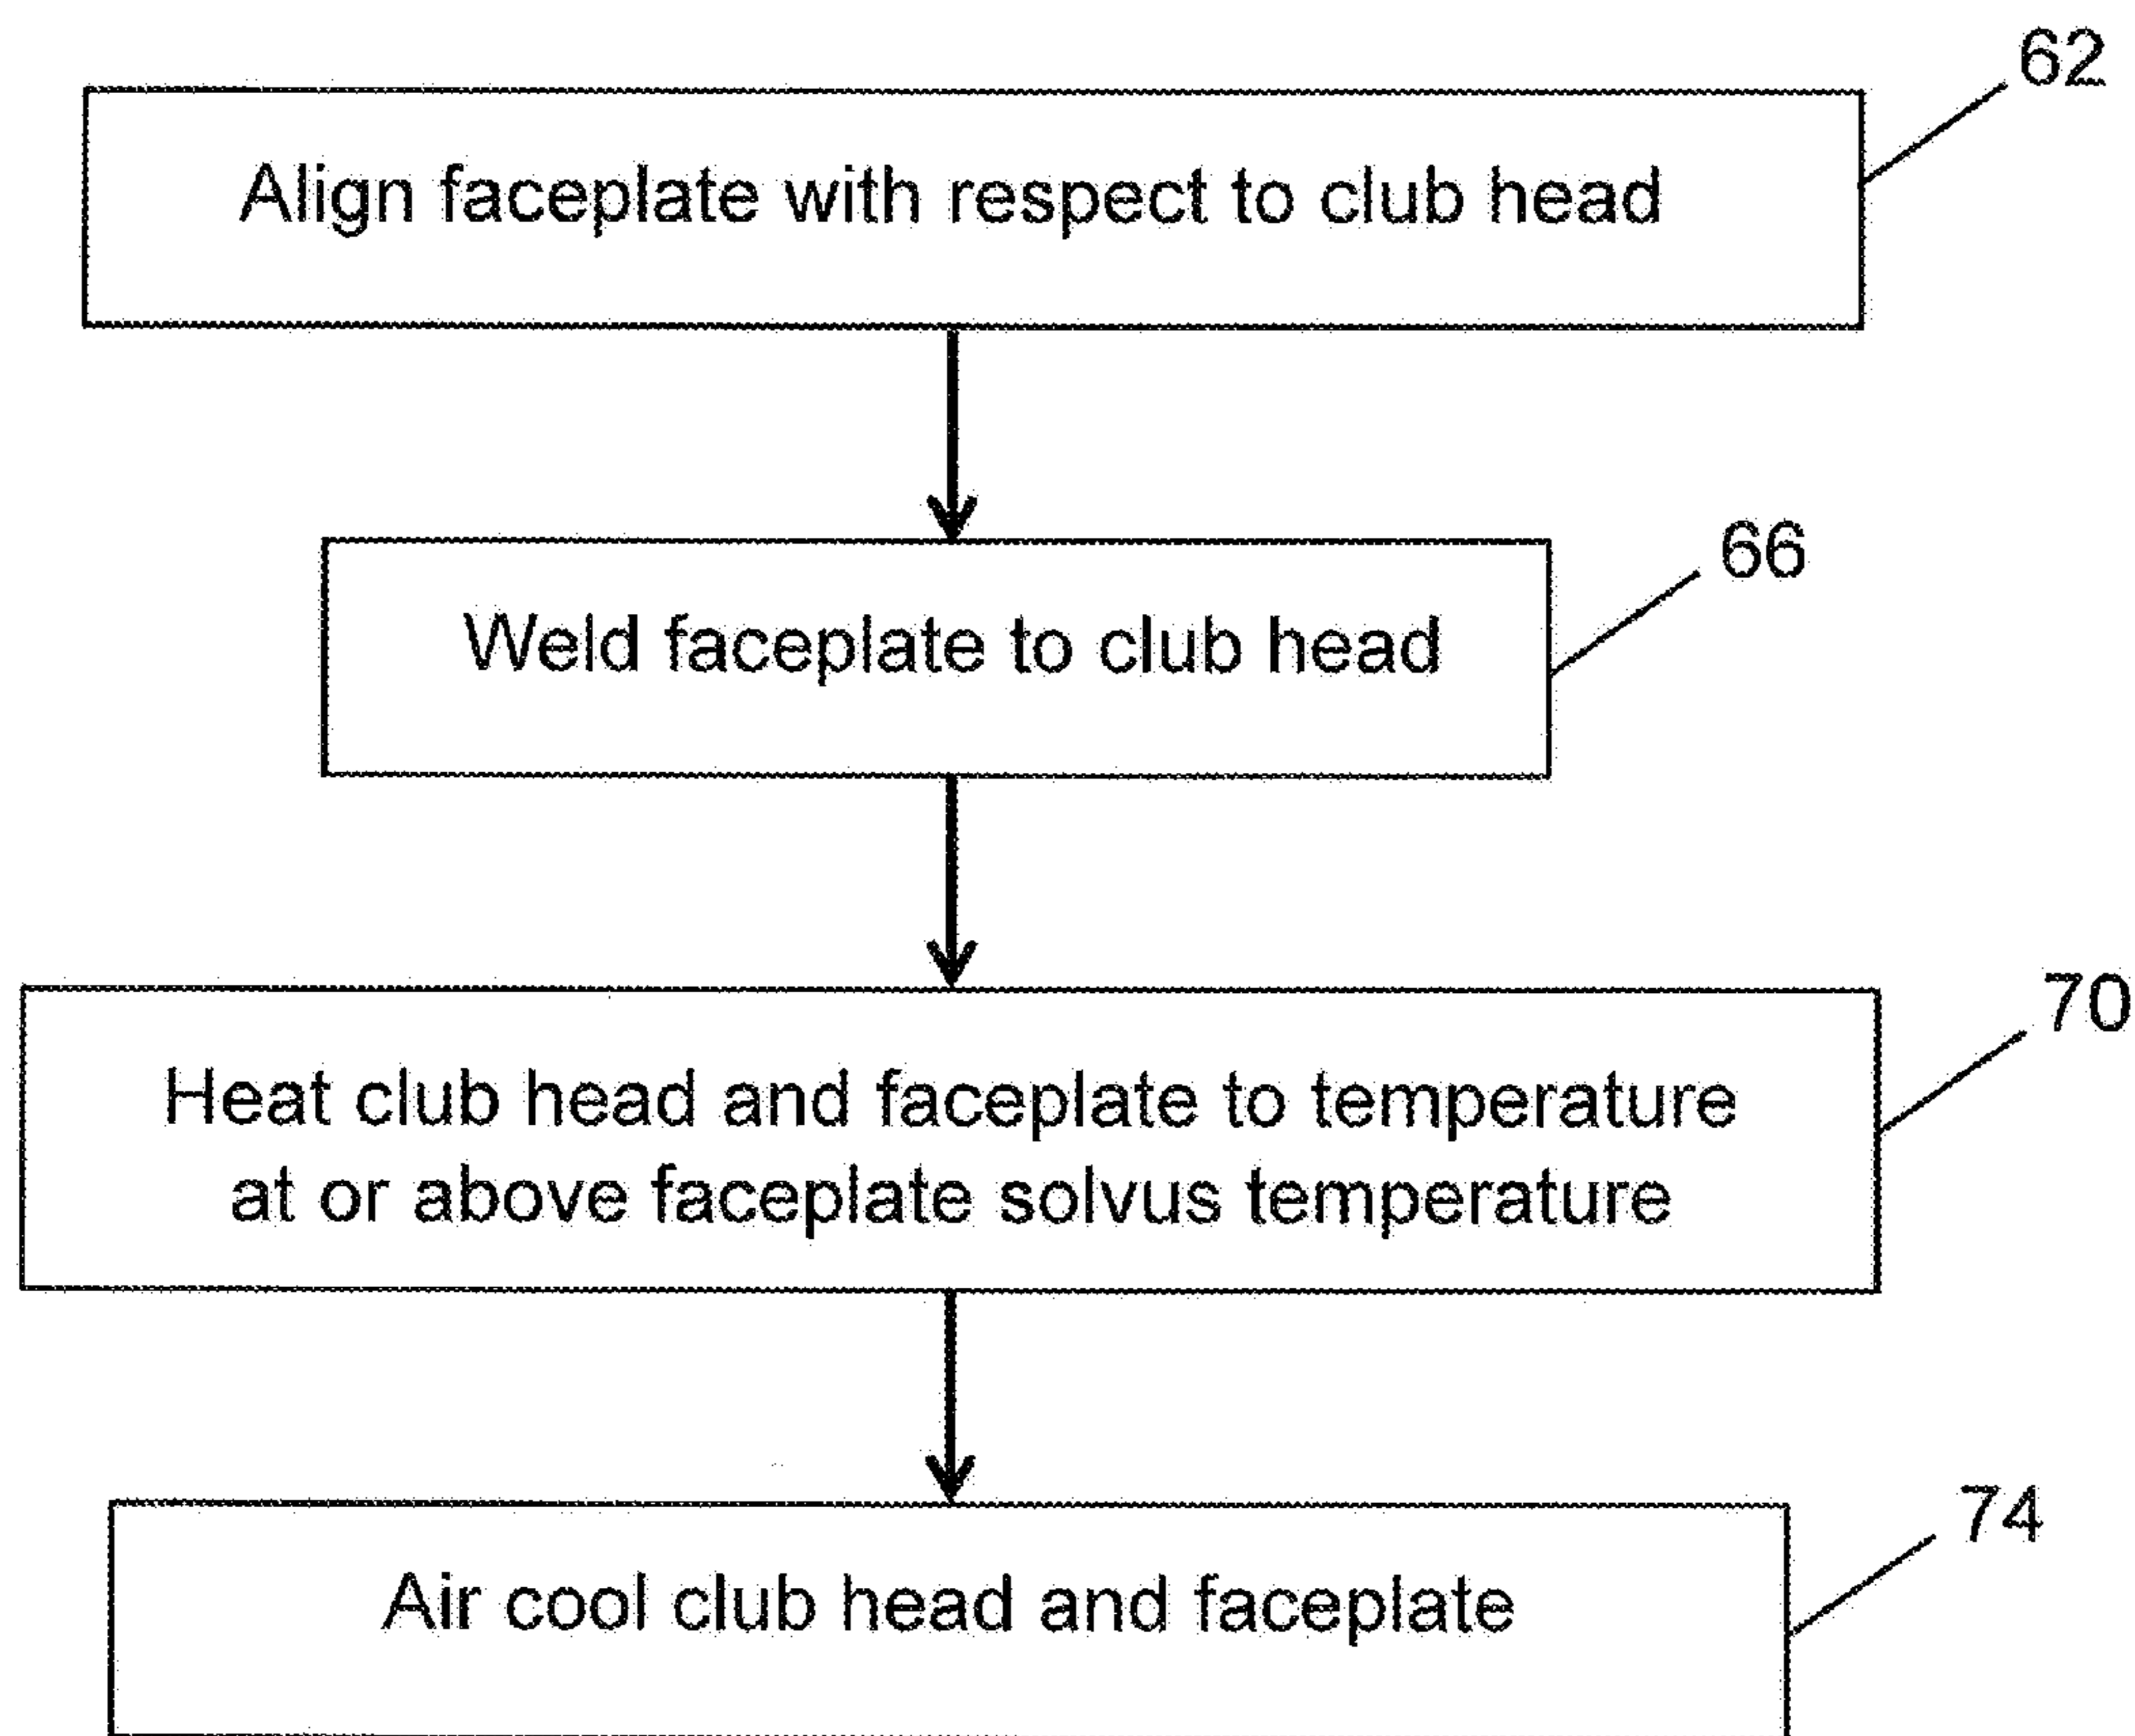 62
Align faceplate with respect to club head
66
Weld faceplate to club head
70
Heat club head and faceplate to temperature
at or above faceplate solvus temperature
74
Air cool club head and faceplate